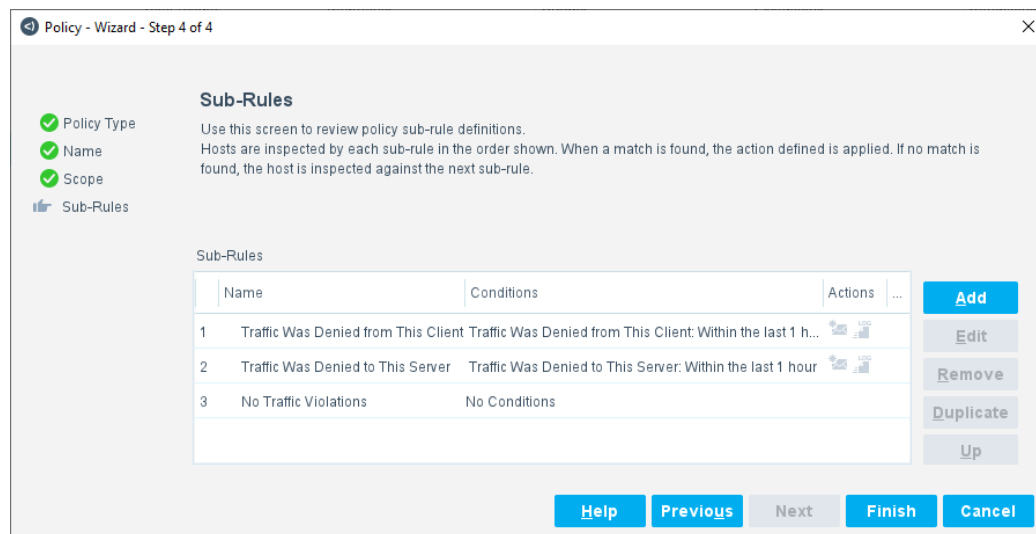 Policy - Wizard - Step 4 of 4
Policy Type
Name
Scope
Sub-Rules
Sub-Rules
Use this screen to review policy sub-rule definitions.
Hosts are inspected by each sub-rule in the order shown. When a match is found, the action defined is applied. If no match is
found, the host is inspected against the next sub-rule.
Sub-Rules
Name Conditions Actions ...
1 Traffic Was Denied from This Client Traffic Was Denied from This Client: Within the last 1 h...
2 Traffic Was Denied to This Server Traffic Was Denied to This Server: Within the last 1 hour
3 No Traffic Violations No Conditions
Add
Edit
Remove
Duplicate
Up
Help Previous Next Finish Cancel